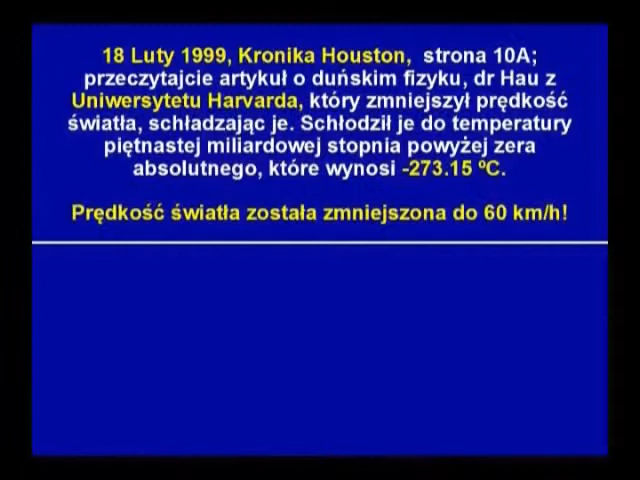 18 Luty 1999, Kronika Houston, strona 10A;
przeczytajcie artykuł o duńskim fizyku, dr Hau z
Uniwersytetu Harvarda, który zmniejszył prędkość
światła, schładzając je. Schłodził je do temperatury
piętnastej miliardowej stopnia powyżej zera
absolutnego, które wynosi -273.15 ºC.
Prędkość światła została zmniejszona do 60 km/h!